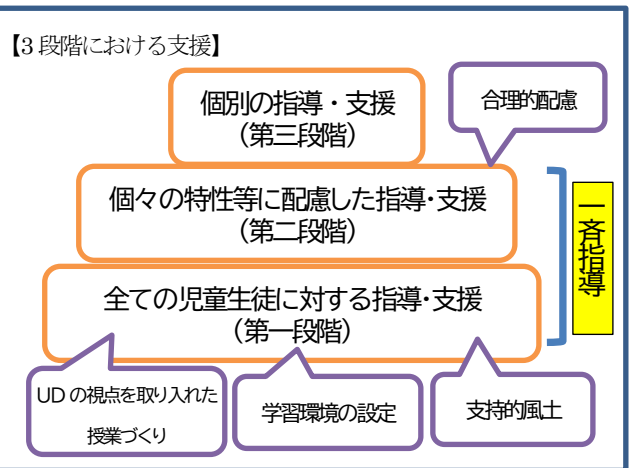 【3段階における支援】
個別の指導・支援
（第三段階）
合理的配慮
個々の特性等に配慮した指導・支援
（第二段階）
一斉指導
全ての児童生徒に対する指導・支援
（第一段階）
UDの視点を取り入れた
授業づくり
学習環境の設定
支持的風土